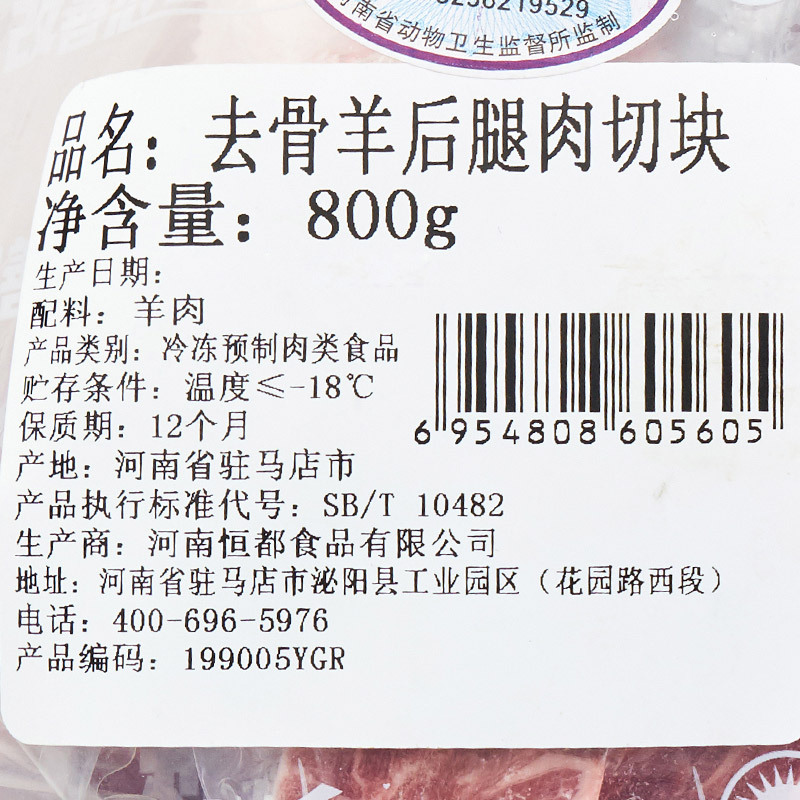 河南省动物卫生监督所监制
品名：去骨羊后腿肉切块
净含量：800g
生产日期：
配料：羊肉
产品类别：冷冻预制肉类食品
贮存条件：温度≤-18℃
保质期：12个月
产地：河南省驻马店市
产品执行标准代号：SB/T 10482
生产商：河南恒都食品有限公司
地址：河南省驻马店市泌阳县工业园区（花园路西段）
电话：400-696-5976
产品编码：199005YGR
6 954808 605605